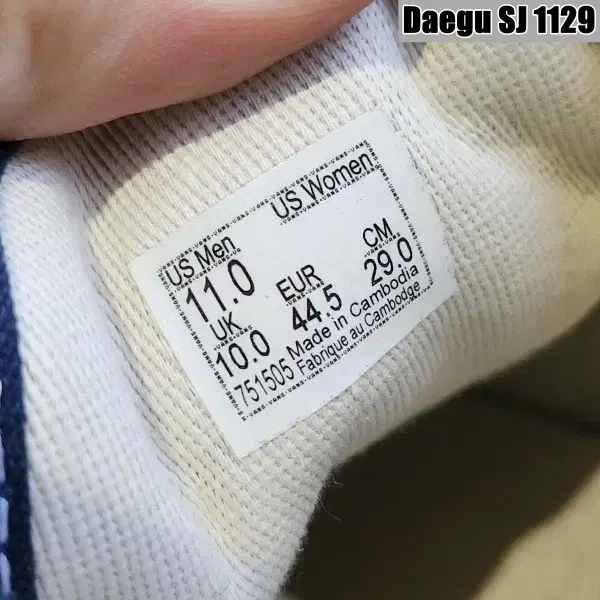 Daegu SJ 1129
US Men US Women
11.0
UK EUR CM
10.0 44.5 29.0
751505 Made in Cambodia
Fabrique au Cambodge